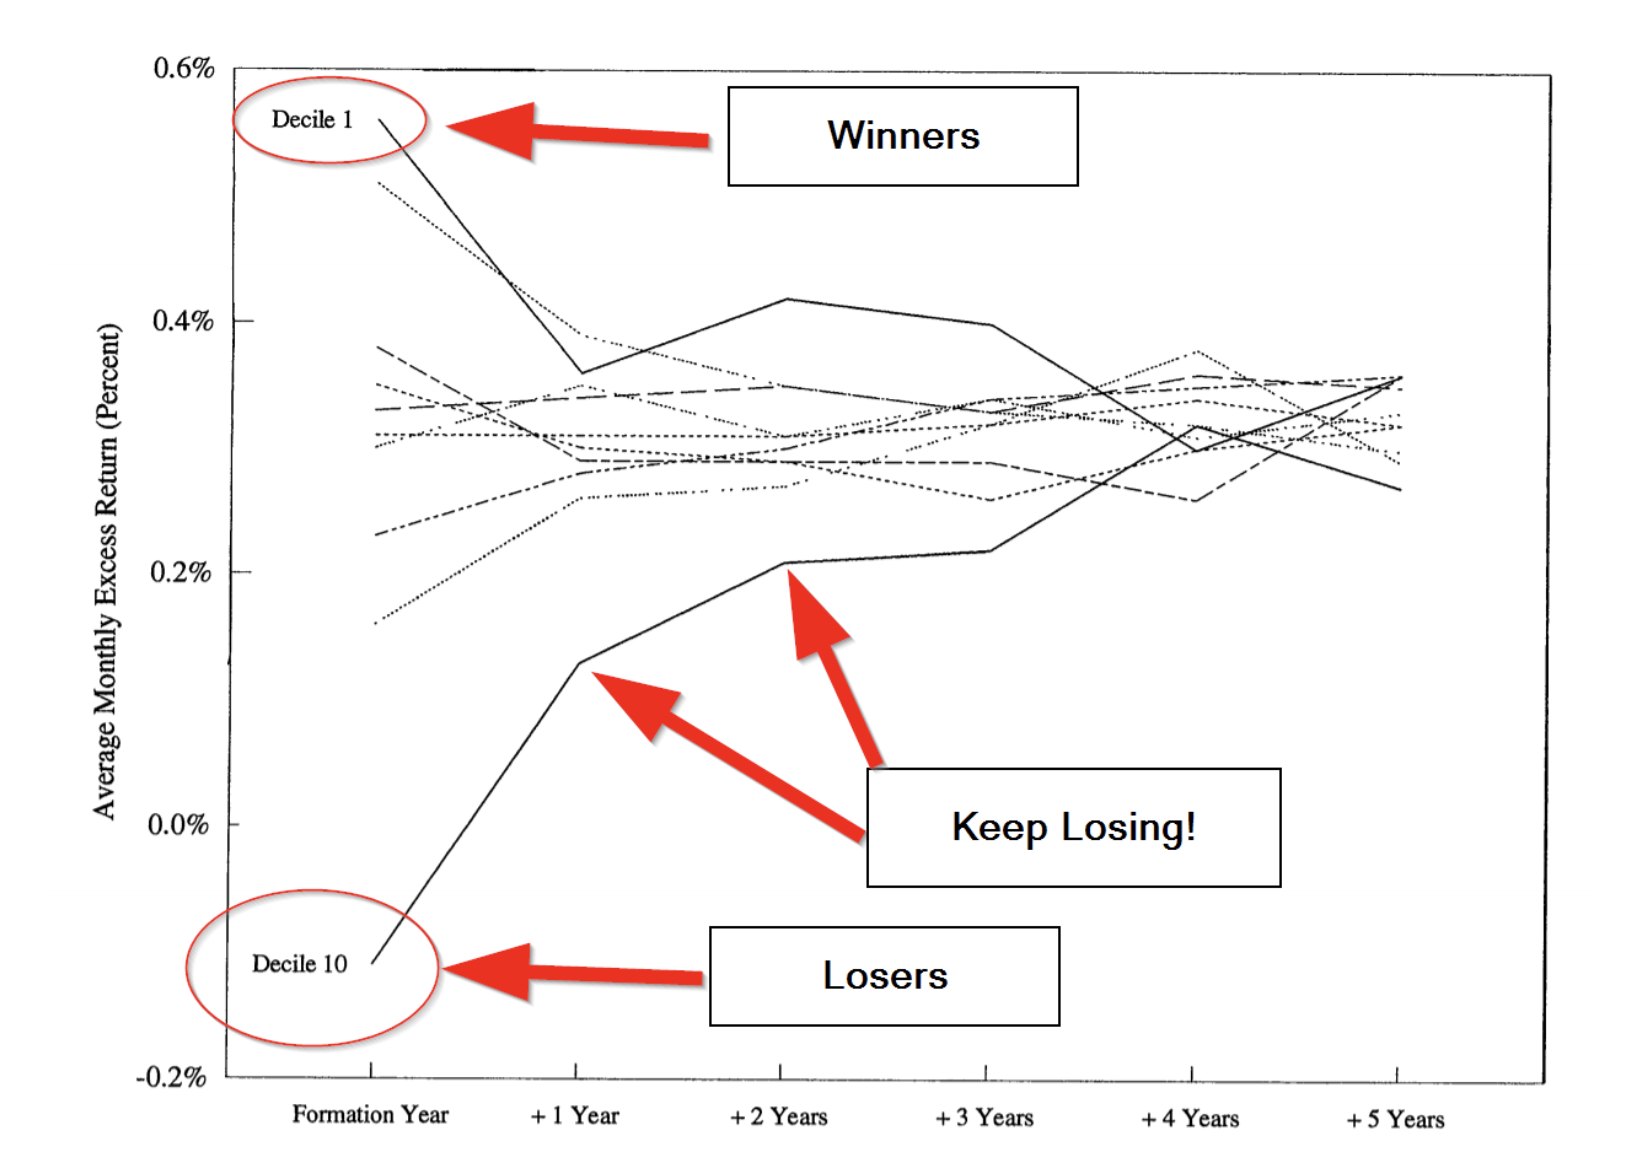 0.6%
Decile 1
Winners
0.4%
Average Monthly Excess Return (Percent)
0.2%
Keep Losing!
0.0%
Decile 10
Losers
-0.2%
Formation Year
+ 1 Year
+ 2 Years
+ 3 Years
+ 4 Years
+ 5 Years